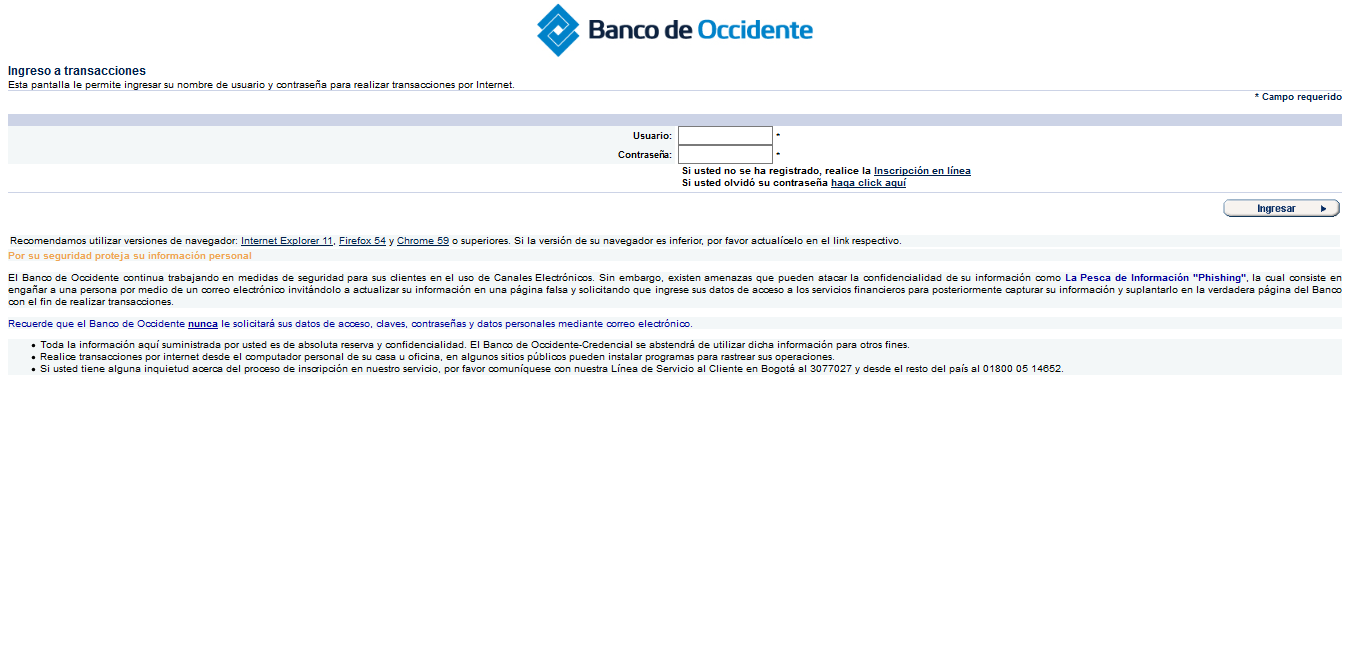 Banco de Occidente
Ingreso a transacciones
Esta pantalla le permite ingresar su nombre de usuario y contraseña para realizar transacciones por Internet.
* Campo requerido
Usuario: *
Contraseña: *
Si usted no se ha registrado, realice la Inscripción en línea
Si usted olvidó su contraseña haga click aquí
Ingresar
Recomendamos utilizar versiones de navegador: Internet Explorer 11, Firefox 54 y Chrome 59 o superiores. Si la versión de su navegador es inferior, por favor actualícelo en el link respectivo.
Por su seguridad proteja su información personal
El Banco de Occidente continua trabajando en medidas de seguridad para sus clientes en el uso de Canales Electrónicos. Sin embargo, existen amenazas que pueden atacar la confidencialidad de su información como La Pesca de Información "Phishing", la cual consiste en
engañar a una persona por medio de un correo electrónico invitándolo a actualizar su información en una página falsa y solicitando que ingrese sus datos de acceso a los servicios financieros para posteriormente capturar su información y suplantarlo en la verdadera página del Banco
con el fin de realizar transacciones.
Recuerde que el Banco de Occidente nunca le solicitará sus datos de acceso, claves, contraseñas y datos personales mediante correo electrónico.
• Toda la información aquí suministrada por usted es de absoluta reserva y confidencialidad. El Banco de Occidente-Credencial se abstendrá de utilizar dicha información para otros fines.
• Realice transacciones por internet desde el computador personal de su casa u oficina, en algunos sitios públicos pueden instalar programas para rastrear sus operaciones.
• Si usted tiene alguna inquietud acerca del proceso de inscripción en nuestro servicio, por favor comuníquese con nuestra Línea de Servicio al Cliente en Bogotá al 3077027 y desde el resto del país al 01800 05 14652.